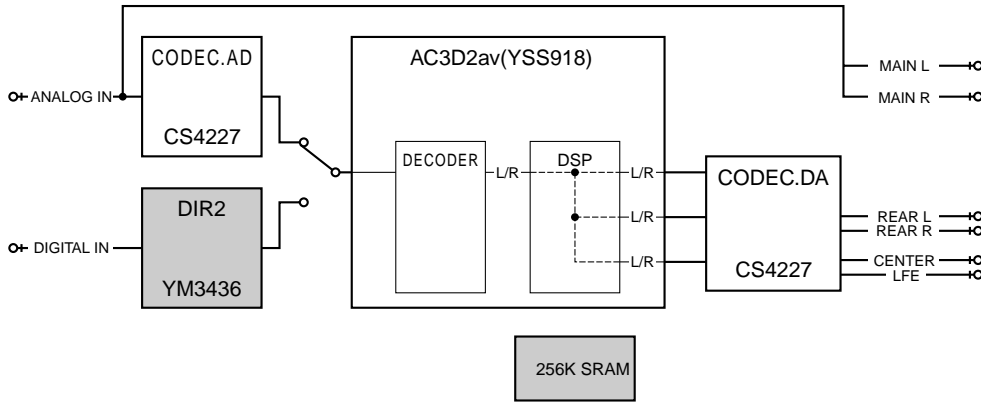 CODEC.AD
AC3D2av(YSS918)
MAIN L
ANALOG IN
MAIN R
CS4227
DECODER
DSP
L/R
L/R
CODEC.DA
DIR2
L/R
REAR L
REAR R
DIGITAL IN
L/R
CENTER
CS4227
LFE
YM3436
256K SRAM